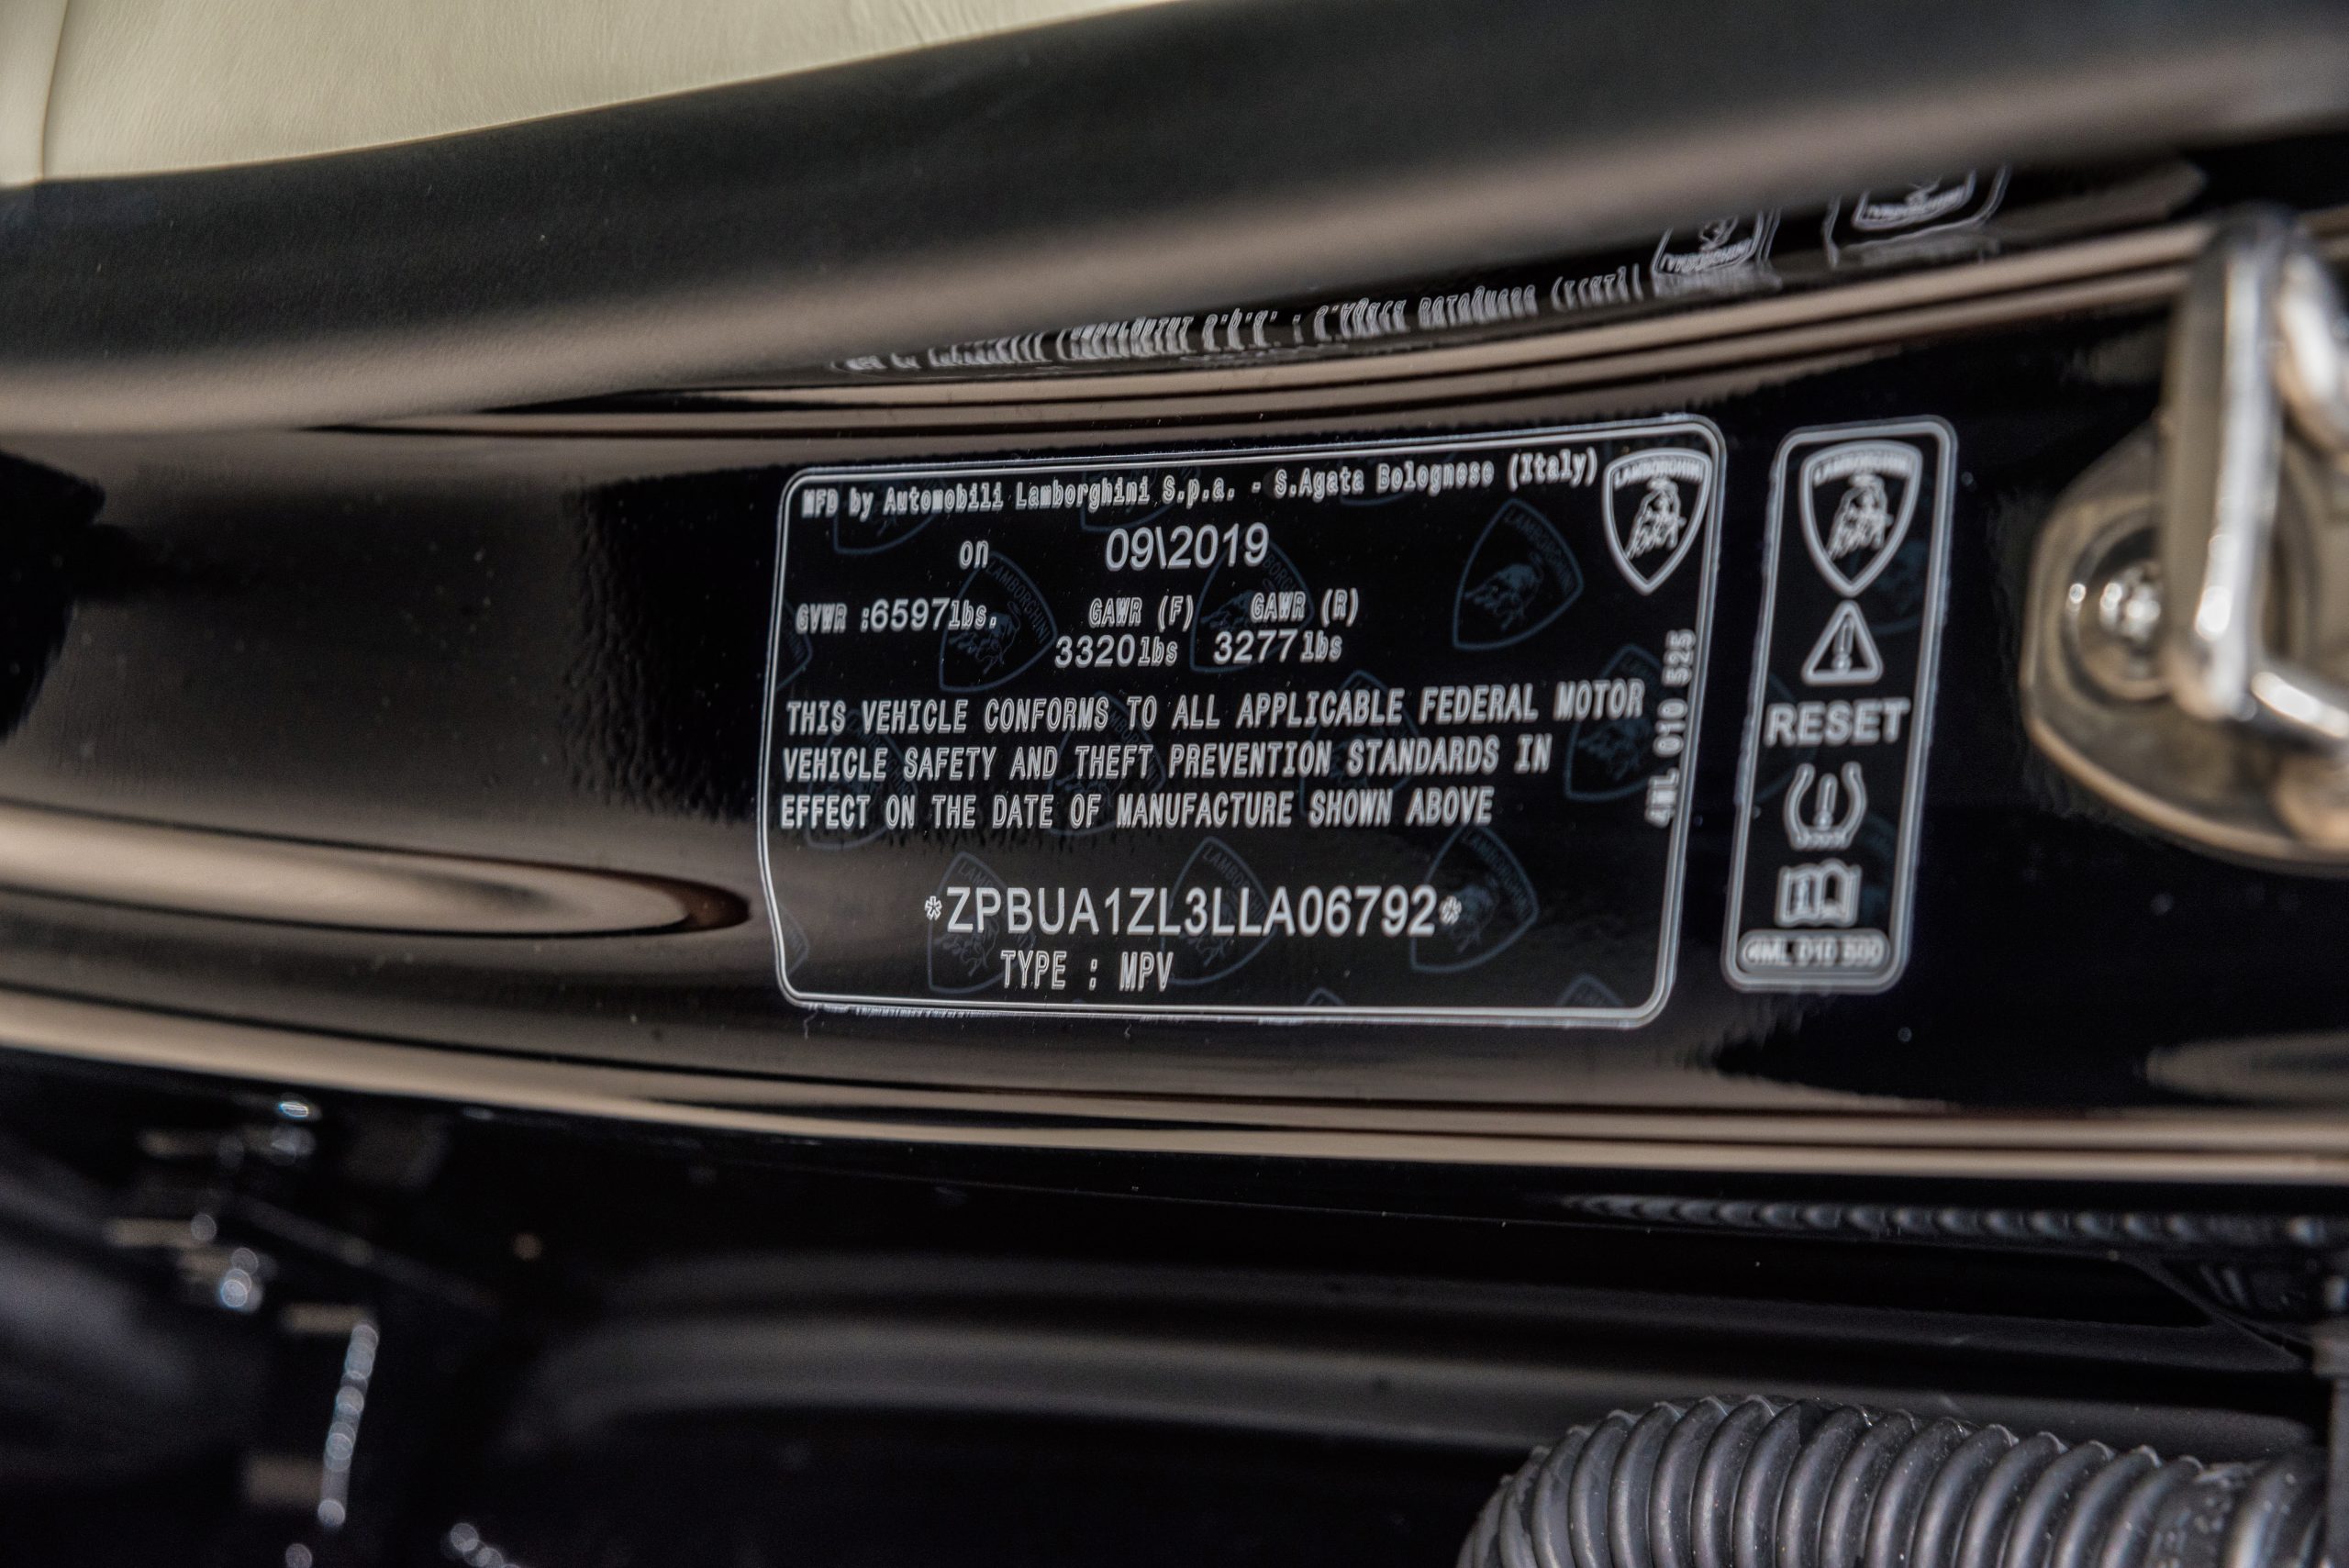 MFD by Automobili Lamborghini S.p.a. - S.Agata Bolognese (Italy)
LAMBORGHINI
on 09\2019
GVWR :6597lbs. GAWR (F) GAWR (R)
3320lbs 3277lbs
THIS VEHICLE CONFORMS TO ALL APPLICABLE FEDERAL MOTOR
VEHICLE SAFETY AND THEFT PREVENTION STANDARDS IN
EFFECT ON THE DATE OF MANUFACTURE SHOWN ABOVE
*ZPBUA1ZL3LLA06792*
TYPE : MPV
4ML 010 525
LAMBORGHINI
RESET
4ML 010 500